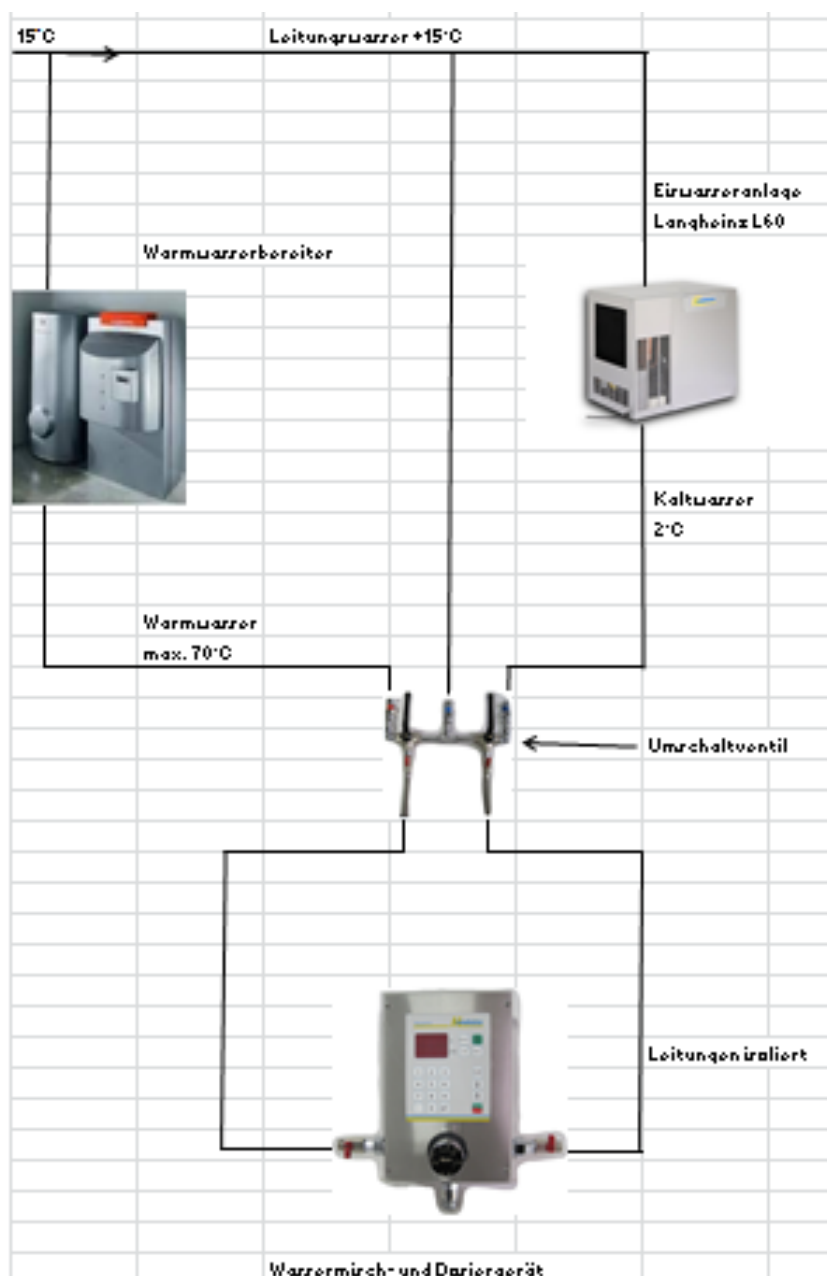 15°C
Leitungswasser +15°C
Eiswasseranlage
Langheinz L60
Warmwasserbereiter
Kaltwasser
2°C
Warmwasser
max. 70°C
Umschaltventil
Leitungen isoliert
Wassermisch- und Dosiergerät